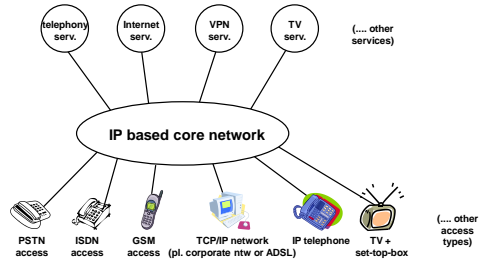 telephony serv.
Internet serv.
VPN serv.
TV serv.
(.... other services)
IP based core network
PSTN access
ISDN access
GSM access
TCP/IP network (pl. corporate ntw or ADSL)
IP telephone
TV + set-top-box
(.... other access types)